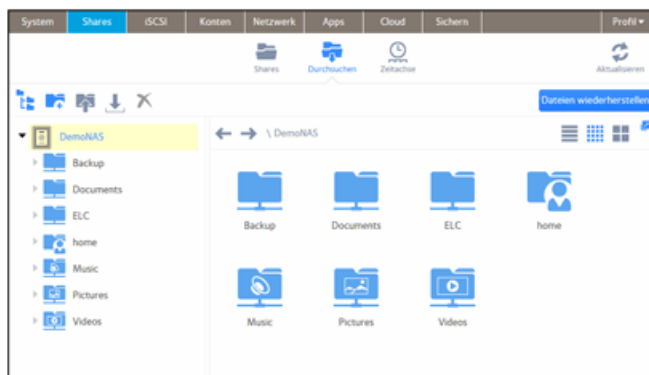 System Shares iSCSI Konten Netzwerk Apps Cloud Sichern Profil
Shares Durchsuchen Zeitachse Aktualisieren
Dateien wiederherstellen
DemoNAS
\ DemoNAS
Backup
Documents
ELC
home
Music
Pictures
Videos
Backup Documents ELC home
Music Pictures Videos